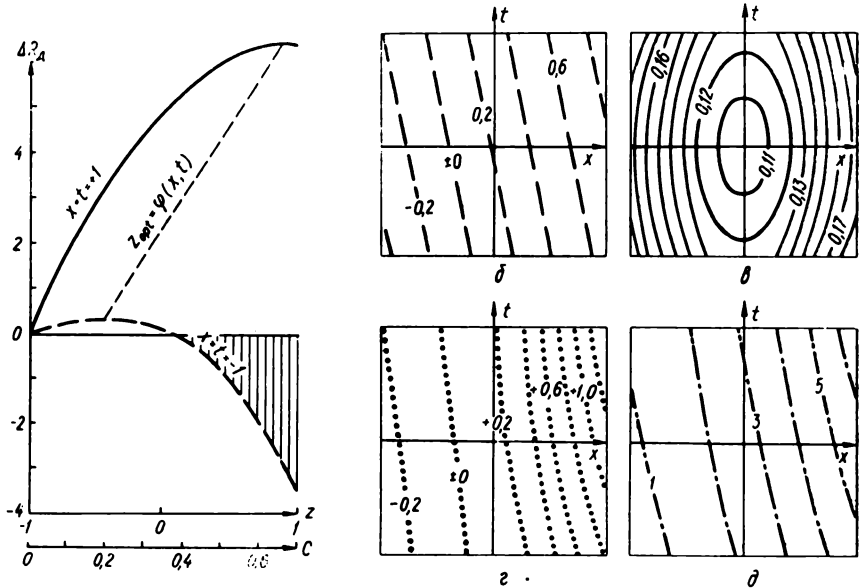 ΔR_д
4
2
0
-2
-4
x=t=+1
z_opt=φ(x,t)
x=t=-1
-1 0 1 z
0 0,2 0,4 0,6 C
t
x
-0,2
±0
0,2
0,6
б
t
x
0,16
0,12
0,11
0,13
0,17
в
t
x
-0,2
±0
+0,2
+0,6
+1,0
г
t
x
1
3
5
д